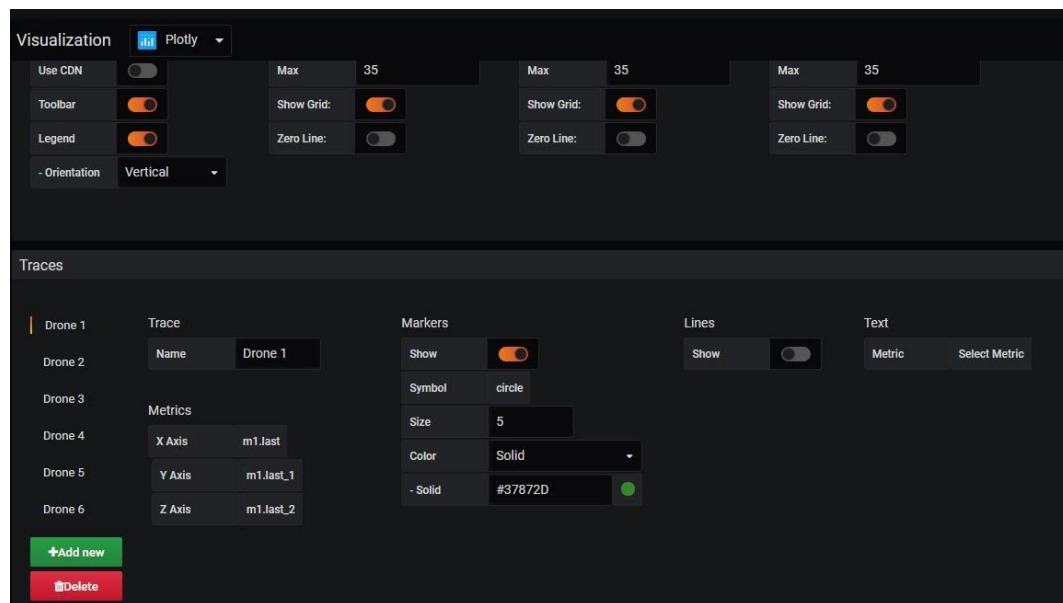 Visualization Plotly
Use CDN Max 35 Max 35 Max 35
Toolbar Show Grid: Show Grid: Show Grid:
Legend Zero Line: Zero Line: Zero Line:
- Orientation Vertical
Traces
Drone 1
Drone 2
Drone 3
Drone 4
Drone 5
Drone 6
+Add new
Delete
Trace
Name Drone 1
Metrics
X Axis m1.last
Y Axis m1.last_1
Z Axis m1.last_2
Markers
Show
Symbol circle
Size 5
Color Solid
- Solid #37872D
Lines
Show
Text
Metric Select Metric